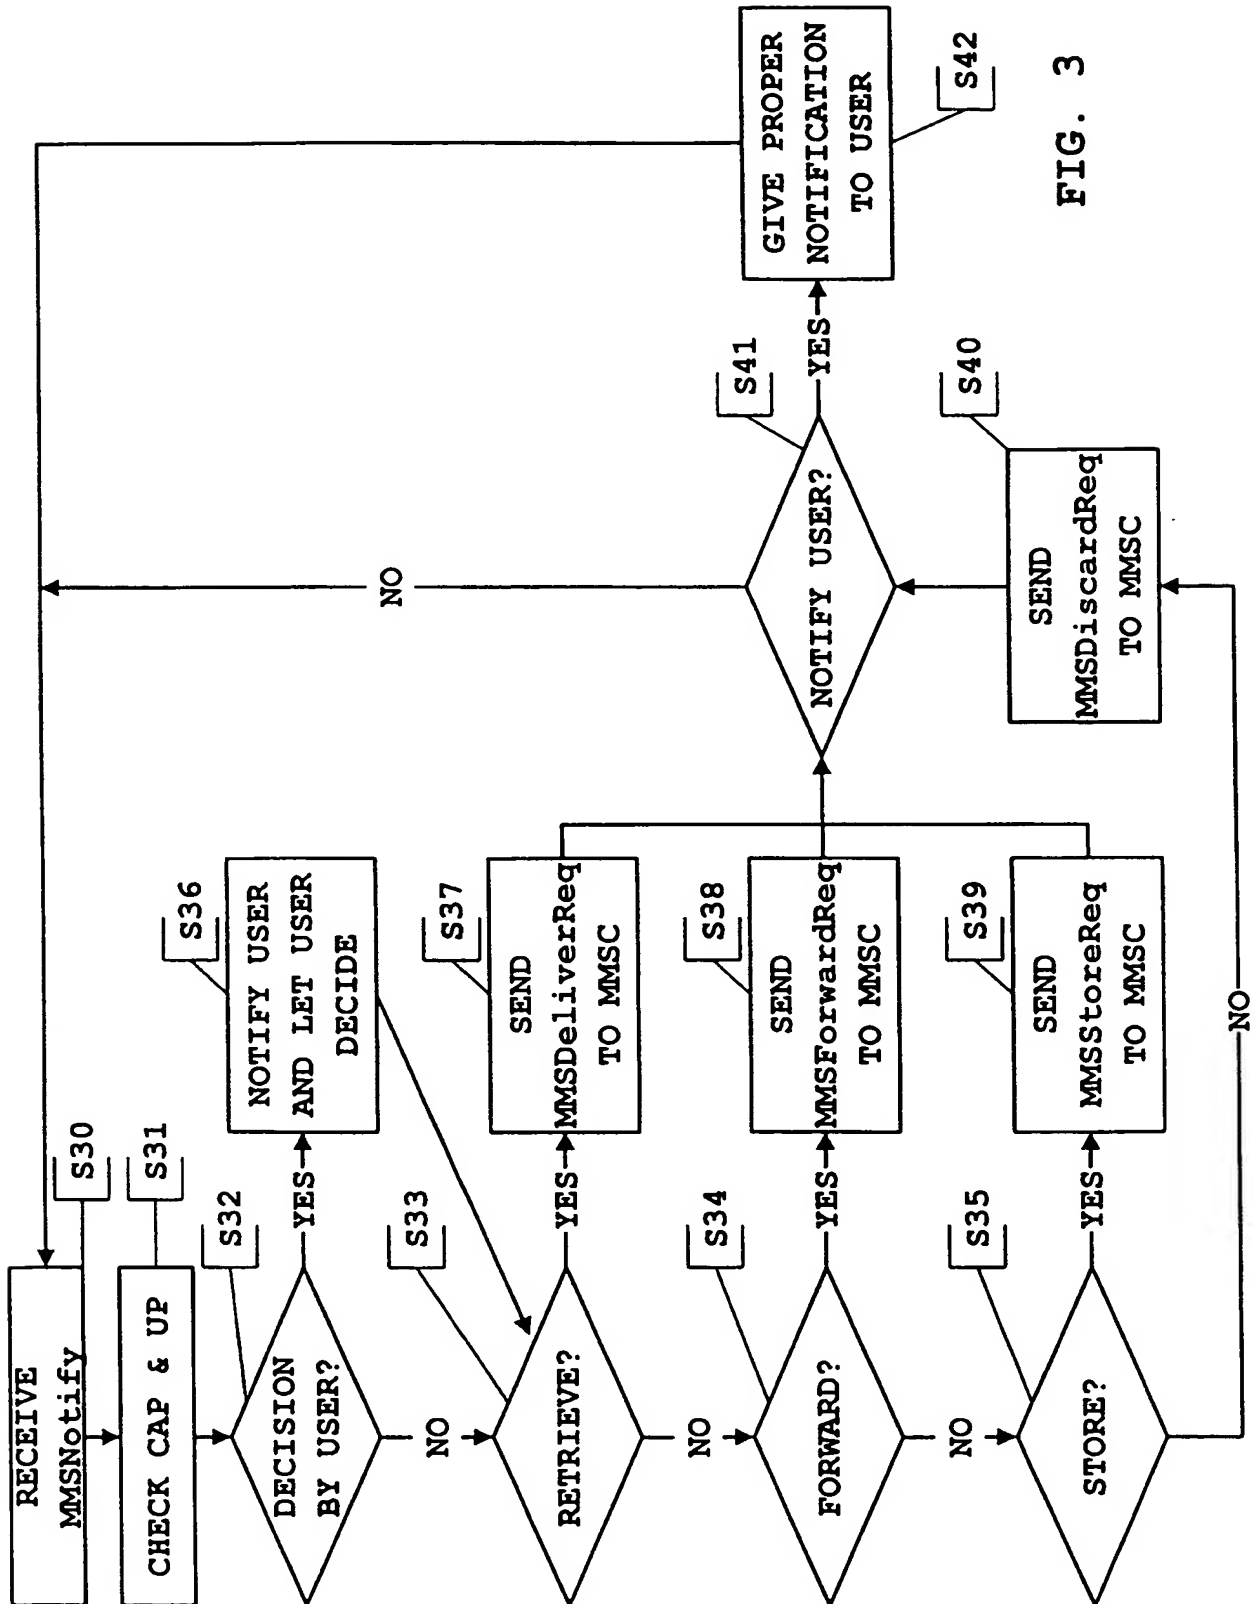 RECEIVE
MMSNotify
S30
CHECK CAP & UP
S31
DECISION
BY USER?
S32
YES
NOTIFY USER
AND LET USER
DECIDE
S36
NO
RETRIEVE?
S33
YES
SEND
MMSDeliverReq
TO MMSC
S37
NO
FORWARD?
S34
YES
SEND
MMSForwardReq
TO MMSC
S38
NO
STORE?
S35
YES
SEND
MMSStoreReq
TO MMSC
S39
NO
SEND
MMSDiscardReq
TO MMSC
S40
NOTIFY USER?
S41
NO
YES
GIVE PROPER
NOTIFICATION
TO USER
S42
FIG. 3